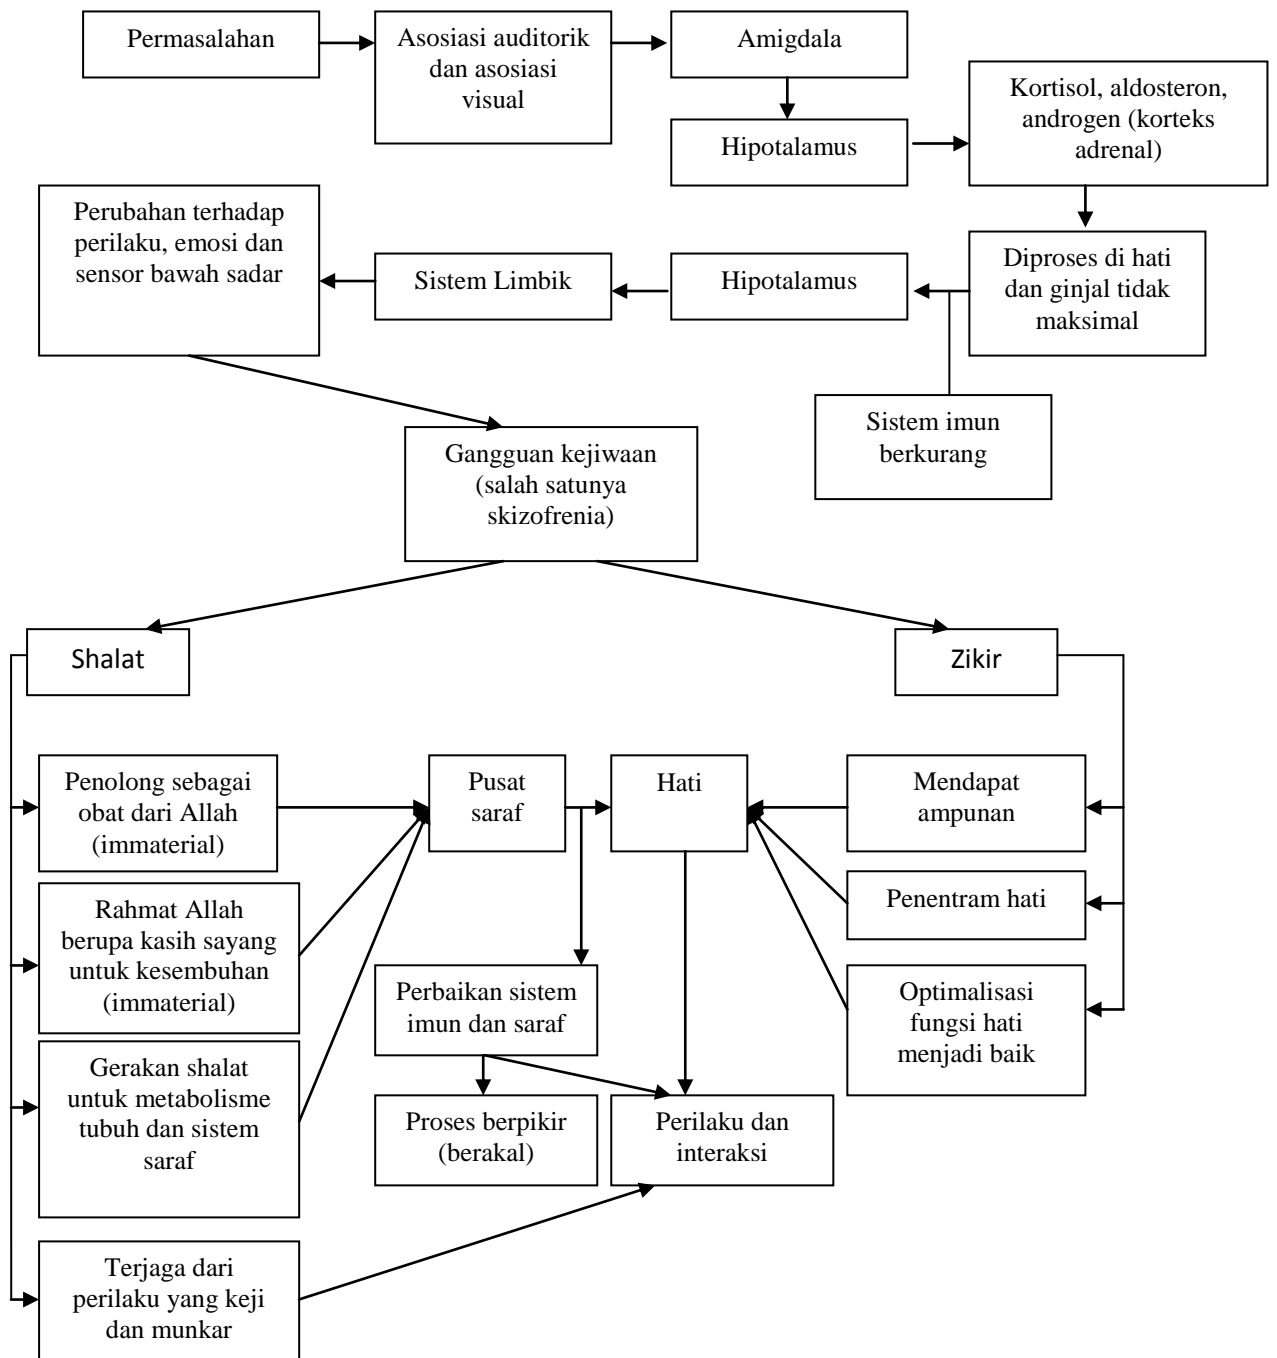 Permasalahan
Asosiasi auditorik
dan asosiasi
visual
Amigdala
Kortisol, aldosteron,
androgen (korteks
adrenal)
Hipotalamus
Perubahan terhadap
perilaku, emosi dan
sensor bawah sadar
Sistem Limbik
Hipotalamus
Diproses di hati
dan ginjal tidak
maksimal
Sistem imun
berkurang
Gangguan kejiwaan
(salah satunya
skizofrenia)
Shalat
Zikir
Penolong sebagai
obat dari Allah
(immaterial)
Pusat
saraf
Hati
Mendapat
ampunan
Rahmat Allah
berupa kasih sayang
untuk kesembuhan
(immaterial)
Penentram hati
Perbaikan sistem
imun dan saraf
Optimalisasi
fungsi hati
menjadi baik
Gerakan shalat
untuk metabolisme
tubuh dan sistem
saraf
Proses berpikir
(berakal)
Perilaku dan
interaksi
Terjaga dari
perilaku yang keji
dan munkar